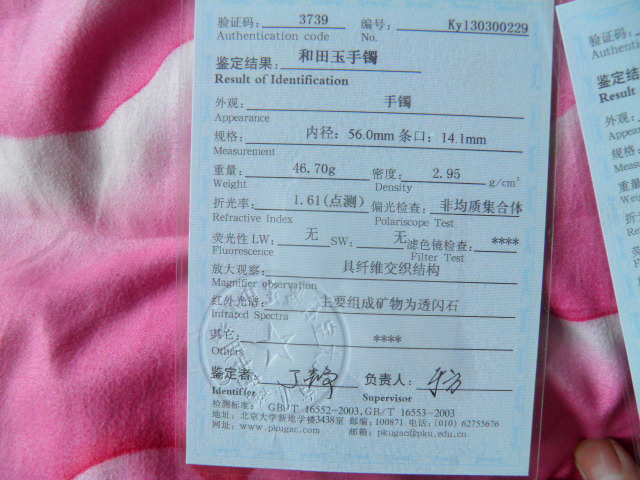 验证码: 3739 编号: Ky130300229
Authentication code No.
鉴定结果: 和田玉手镯
Result of Identification
外观: 手镯
Appearance
规格: 内径: 56.0mm 条口: 14.1mm
Measurement
重量: 46.70g 密度: 2.95 g/cm³
Weight Density
折光率: 1.61(点测) 偏光检查: 非均质集合体
Refractive Index Polariscope Test
荧光性 LW: 无 SW: 无 滤色镜检查: ****
Fluorescence Filter Test
放大观察: 具纤维交织结构
Magnifier observation
红外光谱: 主要组成矿物为透闪石
Infrared Spectra
其它: ****
Others
鉴定者: 负责人:
Identifier Supervisor
检测标准: GB/T 16552-2003,GB/T 16553-2003
地址: 北京大学新地学楼3438室 邮编: 100871 电话: (010) 62755676
网址: www.pkugac.com 邮箱: pkugac@pku.edu.cn
验证码:
Authenti
鉴定结
Result
外观:
Appeara
规格:
Measu
重量
Wei
折
Re